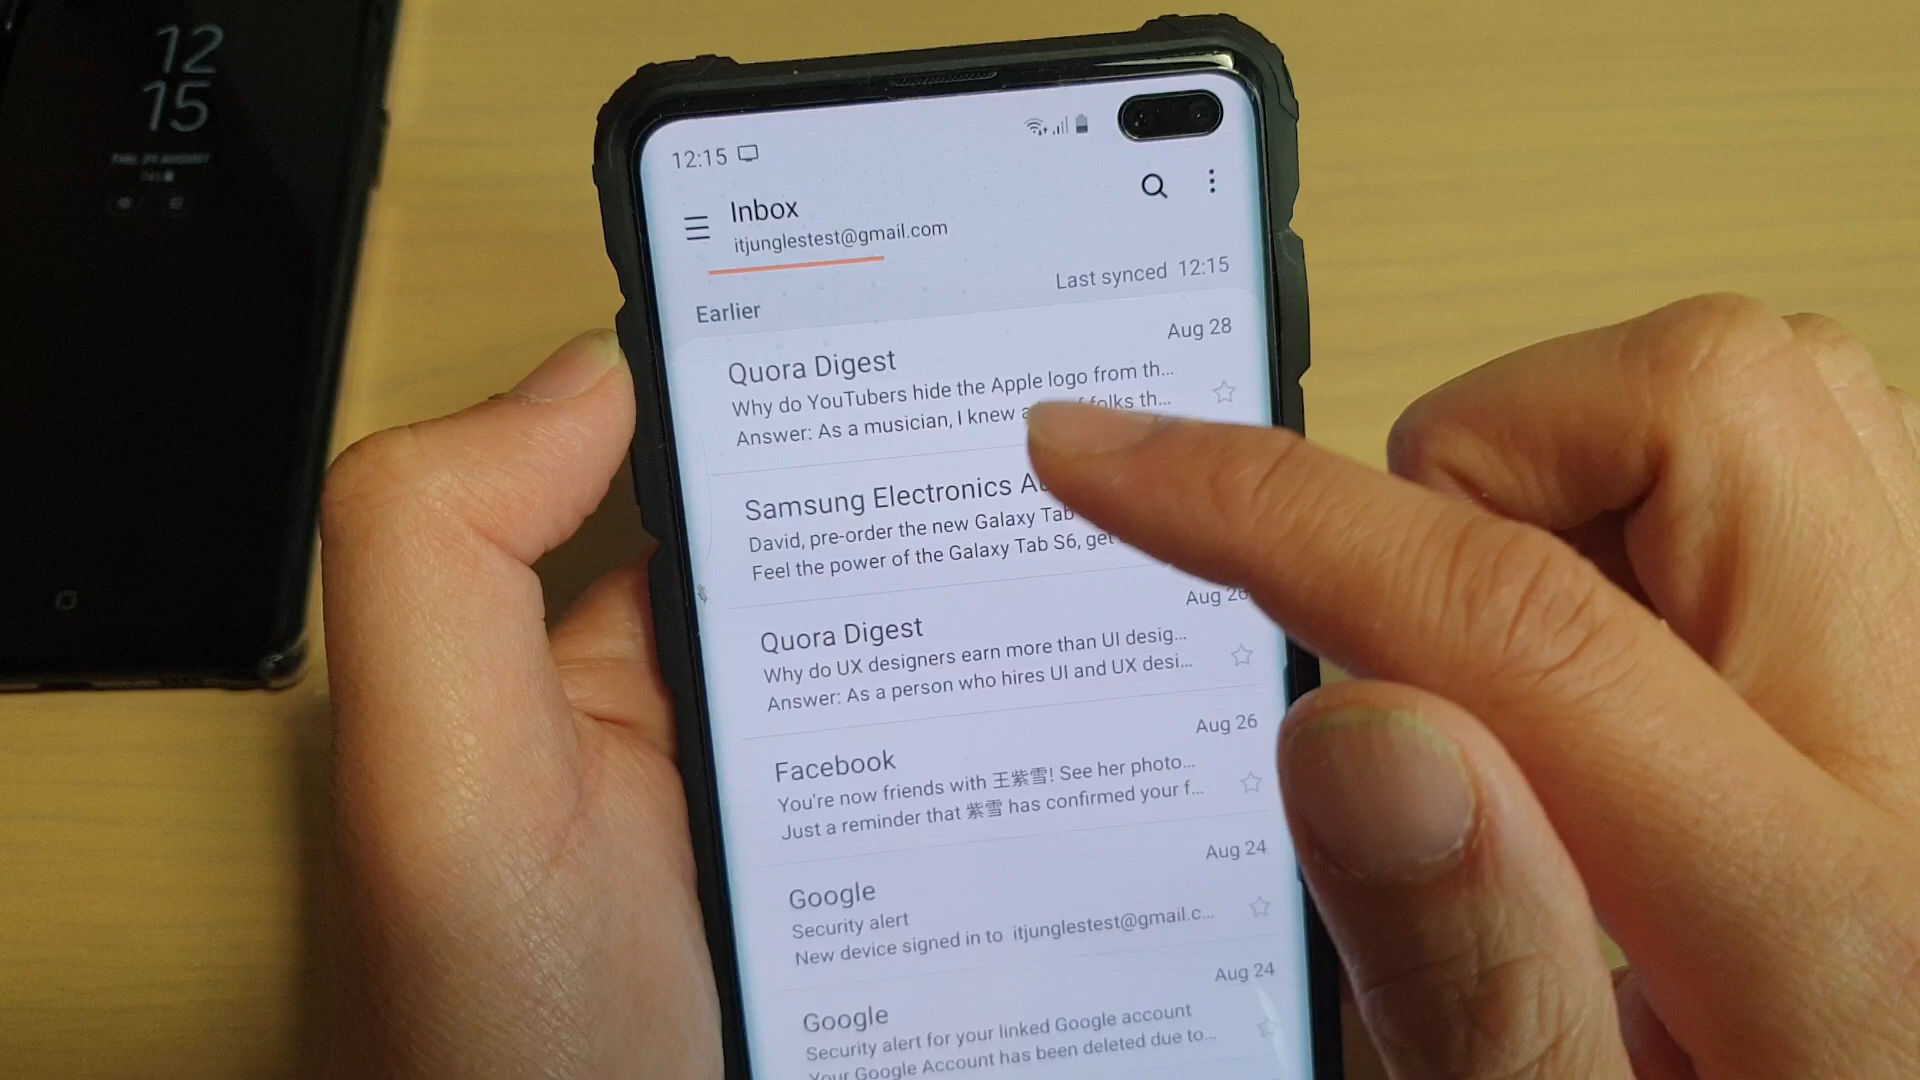 12
15
12:15
Inbox
itjunglestest@gmail.com
Last synced 12:15
Earlier
Aug 28
Quora Digest
Why do YouTubers hide the Apple logo from th...
Answer: As a musician, I knew folks th...
Samsung Electronics
David, pre-order the new Galaxy Tab
Feel the power of the Galaxy Tab S6, get
Aug 26
Quora Digest
Why do UX designers earn more than UI desig...
Answer: As a person who hires UI and UX desi...
Aug 26
Facebook
You're now friends with 王紫雪! See her photo...
Just a reminder that 紫雪 has confirmed your f...
Aug 24
Google
Security alert
New device signed in to itjunglestest@gmail.c...
Aug 24
Google
Security alert for your linked Google account
Your Google Account has been deleted due to...